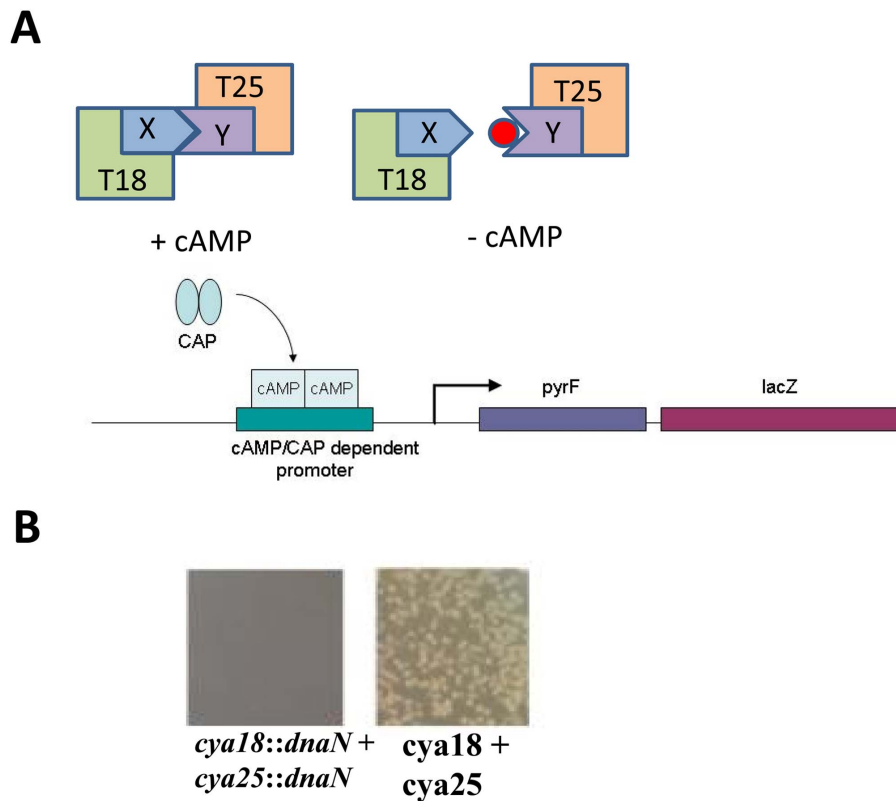 A
T25
X
Y
T18
T25
X
Y
T18
+ cAMP
- cAMP
CAP
cAMP
cAMP
pyrF
lacZ
cAMP/CAP dependent
promoter
B
cya18::dnaN +
cya25::dnaN
cya18 +
cya25